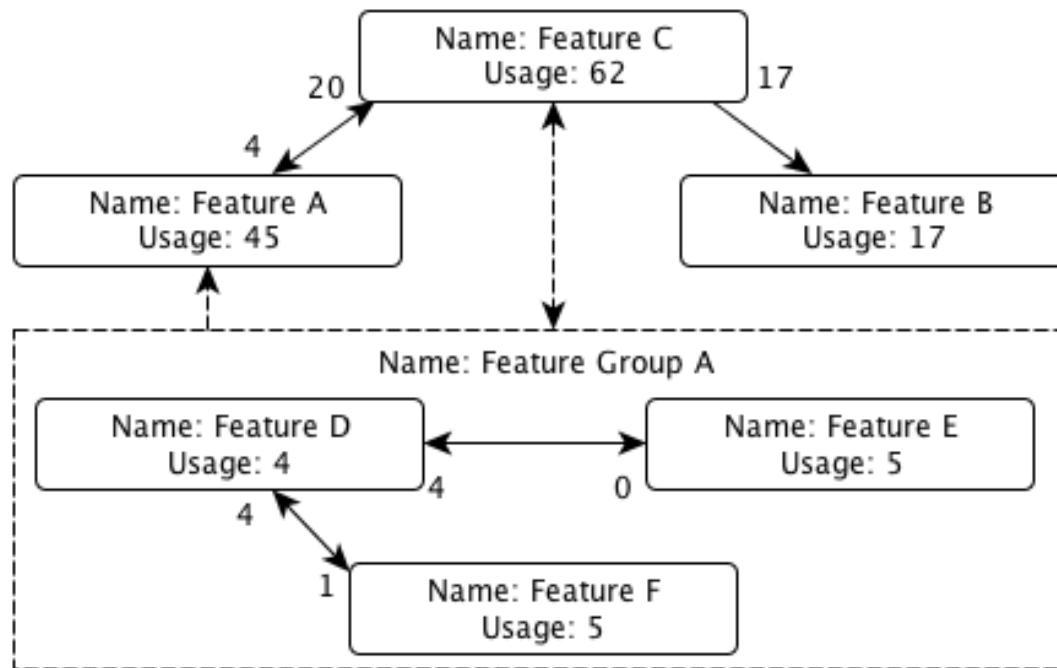 Name: Feature C
Usage: 62
20
17
4
Name: Feature A
Usage: 45
Name: Feature B
Usage: 17
Name: Feature Group A
Name: Feature D
Usage: 4
Name: Feature E
Usage: 5
4
0
4
1
Name: Feature F
Usage: 5